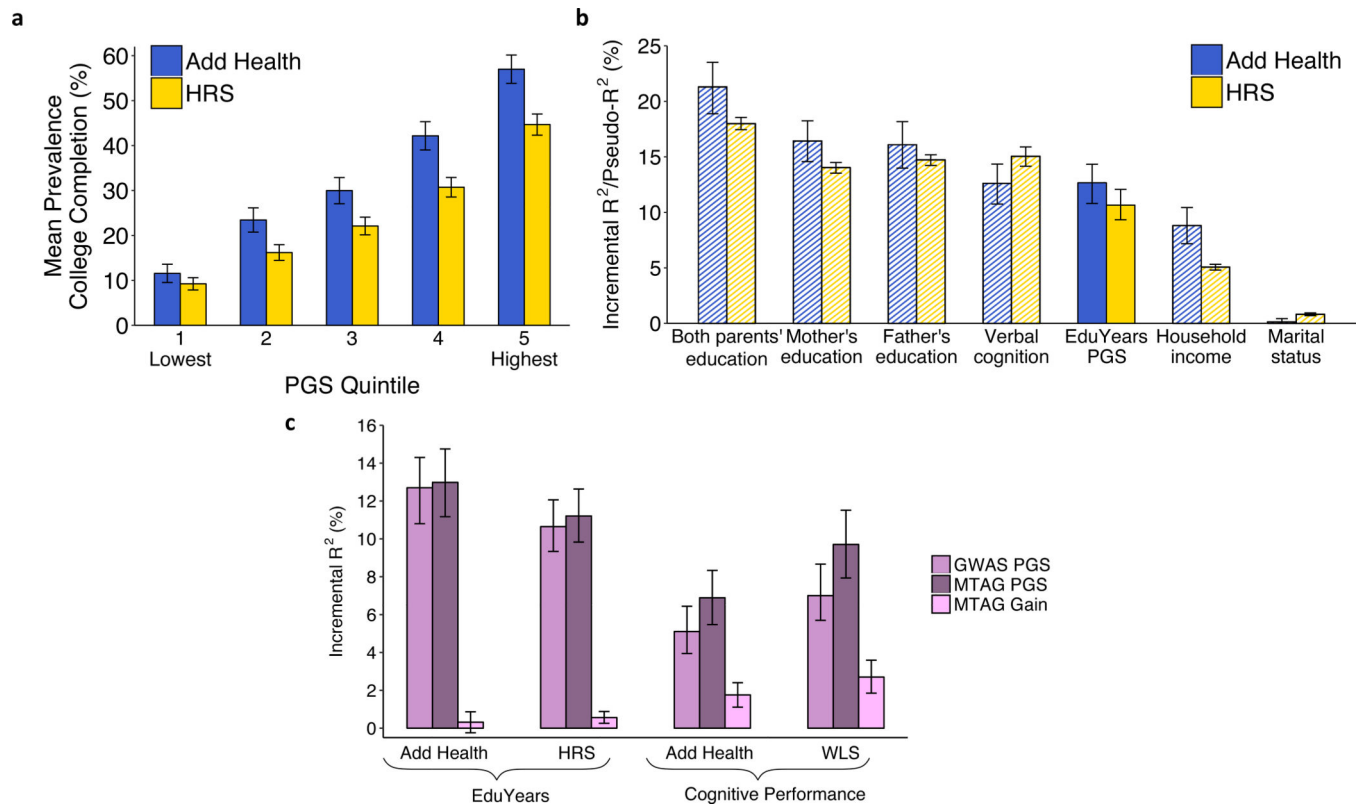 a
Mean Prevalence
College Completion (%)
60
50
40
30
20
10
0
Add Health
HRS
1
2
3
4
5
Lowest
Highest
PGS Quintile
b
Incremental R²/Pseudo-R² (%)
25
20
15
10
5
0
Add Health
HRS
Both parents' education
Mother's education
Father's education
Verbal cognition
EduYears PGS
Household income
Marital status
c
Incremental R² (%)
16
14
12
10
8
6
4
2
0
GWAS PGS
MTAG PGS
MTAG Gain
Add Health
HRS
Add Health
WLS
EduYears
Cognitive Performance